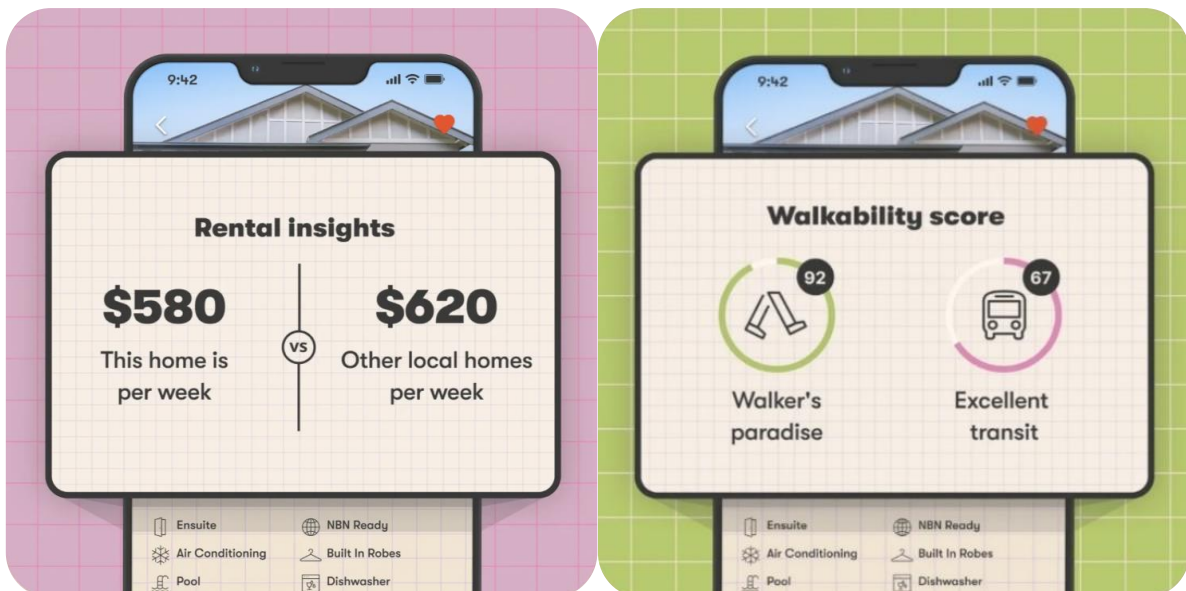 9:42
Rental insights
$580
This home is
per week
VS
$620
Other local homes
per week
Ensuite
NBN Ready
Air Conditioning
Built In Robes
Pool
Dishwasher
9:42
Walkability score
92
Walker's
paradise
67
Excellent
transit
Ensuite
NBN Ready
Air Conditioning
Built In Robes
Pool
Dishwasher